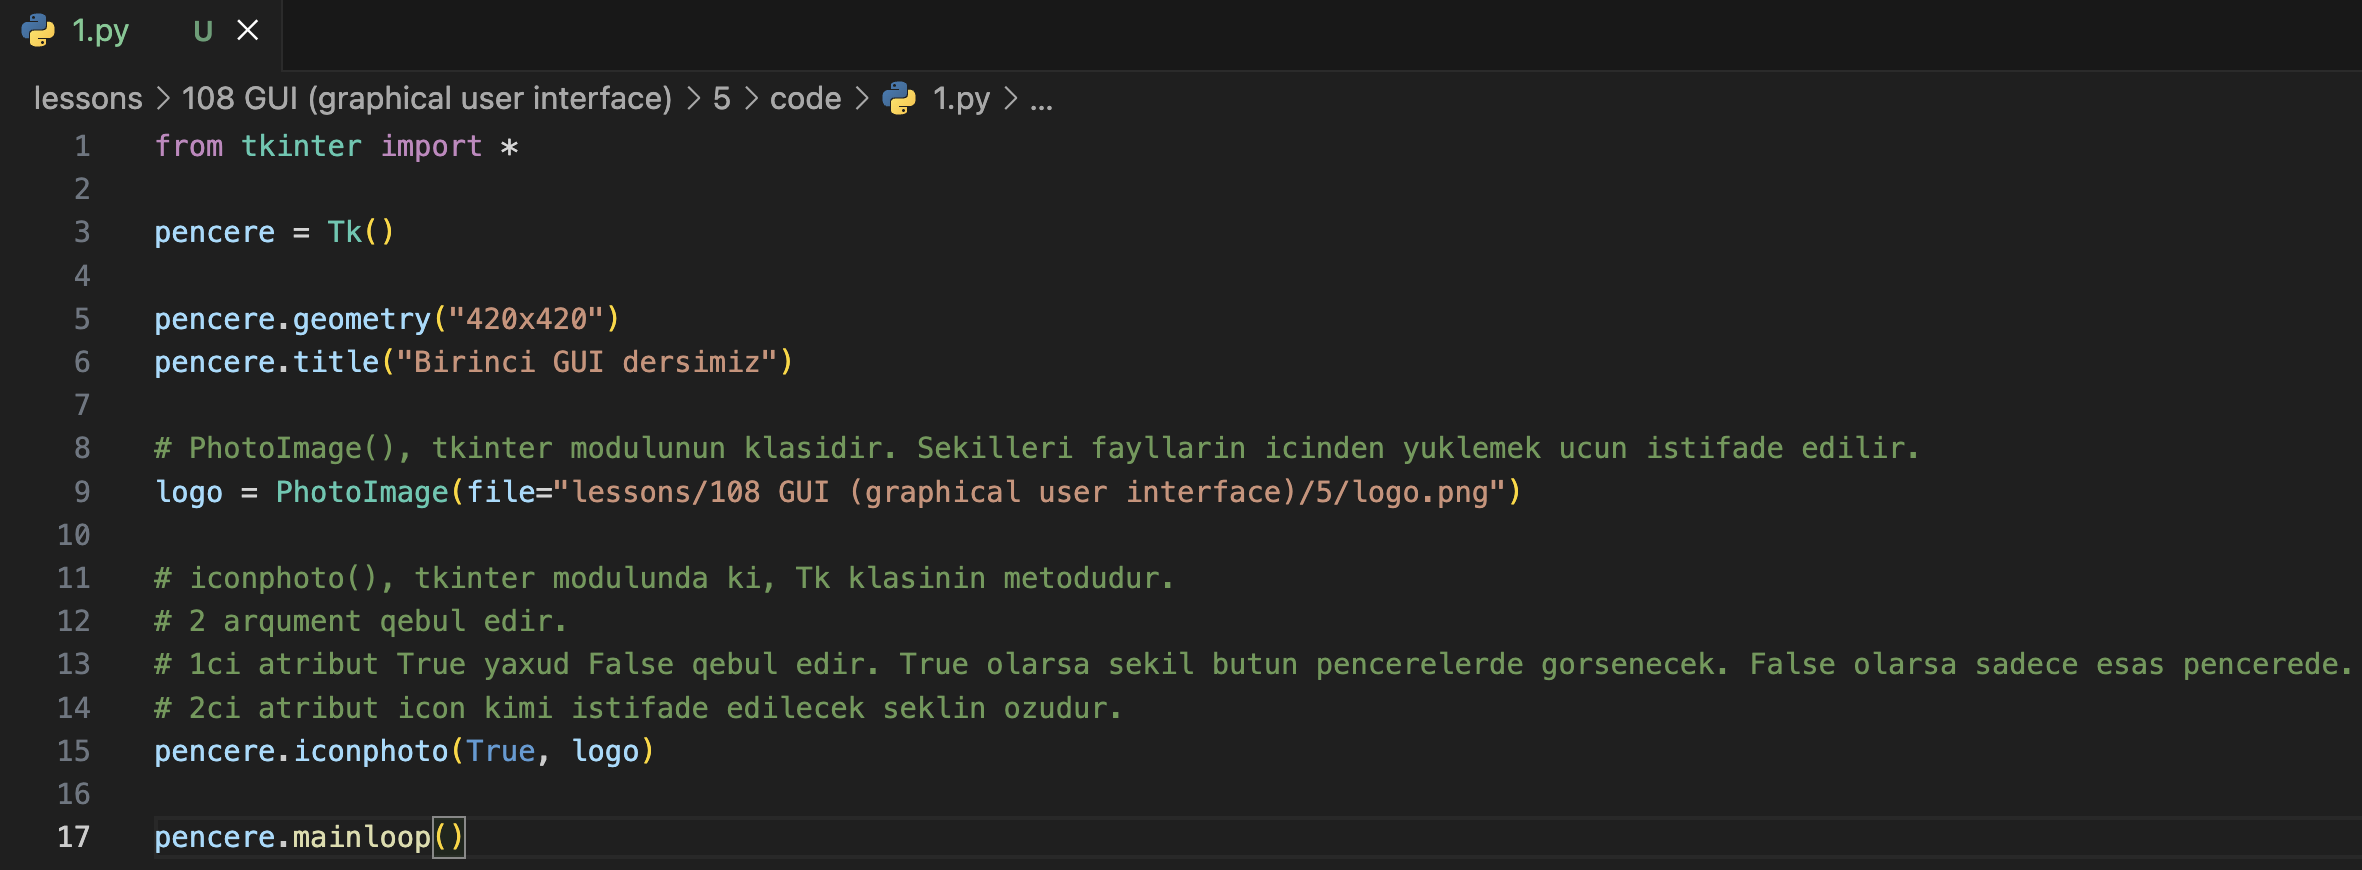 1.py U
lessons > 108 GUI (graphical user interface) > 5 > code > 1.py > ...
1 from tkinter import *
2
3 pencere = Tk()
4
5 pencere.geometry("420x420")
6 pencere.title("Birinci GUI dersimiz")
7
8 # PhotoImage(), tkinter modulunun klasidir. Sekilleri fayllarin icinden yuklemek ucun istifade edilir.
9 logo = PhotoImage(file="lessons/108 GUI (graphical user interface)/5/logo.png")
10
11 # iconphoto(), tkinter modulunda ki, Tk klasinin metodudur.
12 # 2 arqument qebul edir.
13 # 1ci atribut True yaxud False qebul edir. True olarsa sekil butun pencerelerde gorsenecek. False olarsa sadece esas pencerede.
14 # 2ci atribut icon kimi istifade edilecek seklin ozudur.
15 pencere.iconphoto(True, logo)
16
17 pencere.mainloop()